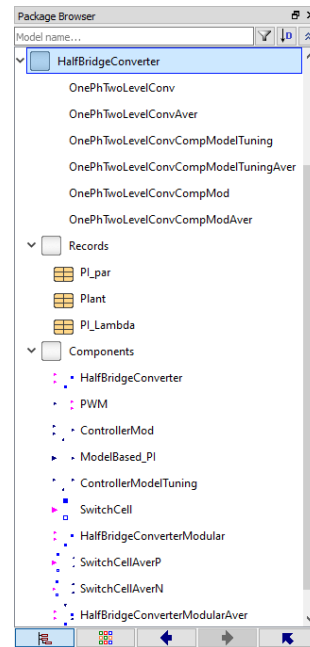 Package Browser
Model name...
HalfBridgeConverter
OnePhTwoLevelConv
OnePhTwoLevelConvAver
OnePhTwoLevelConvCompModelTuning
OnePhTwoLevelConvCompModelTuningAver
OnePhTwoLevelConvCompMod
OnePhTwoLevelConvCompModAver
Records
PI_par
Plant
PI_Lambda
Components
HalfBridgeConverter
PWM
ControllerMod
ModelBased_PI
ControllerModelTuning
SwitchCell
HalfBridgeConverterModular
SwitchCellAverP
SwitchCellAverN
HalfBridgeConverterModularAver